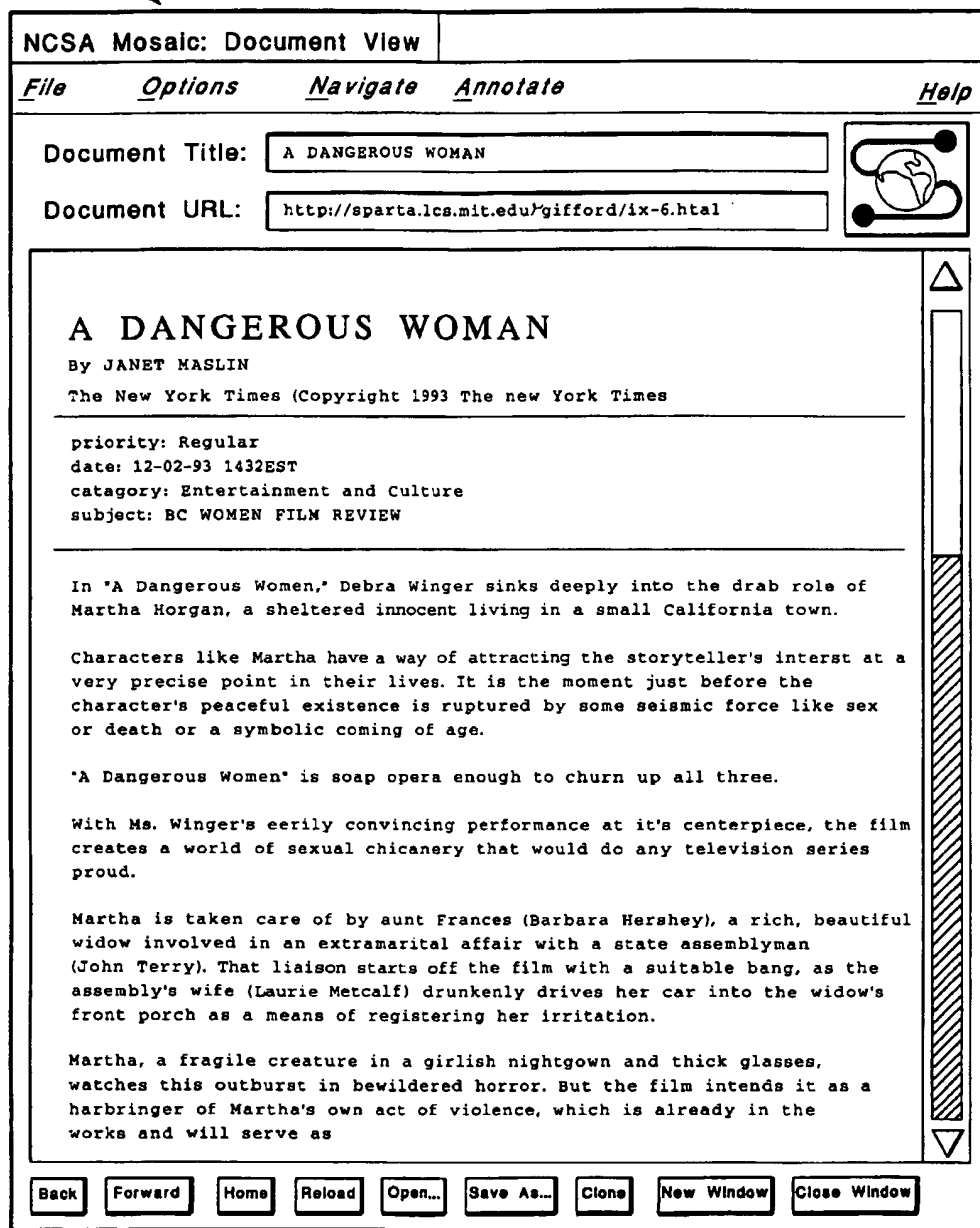 NCSA Mosaic: Document View
File Options Navigate Annotate Help
Document Title: A DANGEROUS WOMAN
Document URL: http://sparta.lcs.mit.edu/~gifford/ix-6.htal
A DANGEROUS WOMAN
By JANET MASLIN
The New York Times (Copyright 1993 The new York Times
priority: Regular
date: 12-02-93 1432EST
catagory: Entertainment and Culture
subject: BC WOMEN FILM REVIEW
In "A Dangerous Women," Debra Winger sinks deeply into the drab role of
Martha Horgan, a sheltered innocent living in a small California town.
Characters like Martha have a way of attracting the storyteller's interst at a
very precise point in their lives. It is the moment just before the
character's peaceful existence is ruptured by some seismic force like sex
or death or a symbolic coming of age.
"A Dangerous Women" is soap opera enough to churn up all three.
With Ms. Winger's eerily convincing performance at it's centerpiece, the film
creates a world of sexual chicanery that would do any television series
proud.
Martha is taken care of by aunt Frances (Barbara Hershey), a rich, beautiful
widow involved in an extramarital affair with a state assemblyman
(John Terry). That liaison starts off the film with a suitable bang, as the
assembly's wife (Laurie Metcalf) drunkenly drives her car into the widow's
front porch as a means of registering her irritation.
Martha, a fragile creature in a girlish nightgown and thick glasses,
watches this outburst in bewildered horror. But the film intends it as a
harbringer of Martha's own act of violence, which is already in the
works and will serve as
Back Forward Home Reload Open... Save As... Clone New Window Close Window